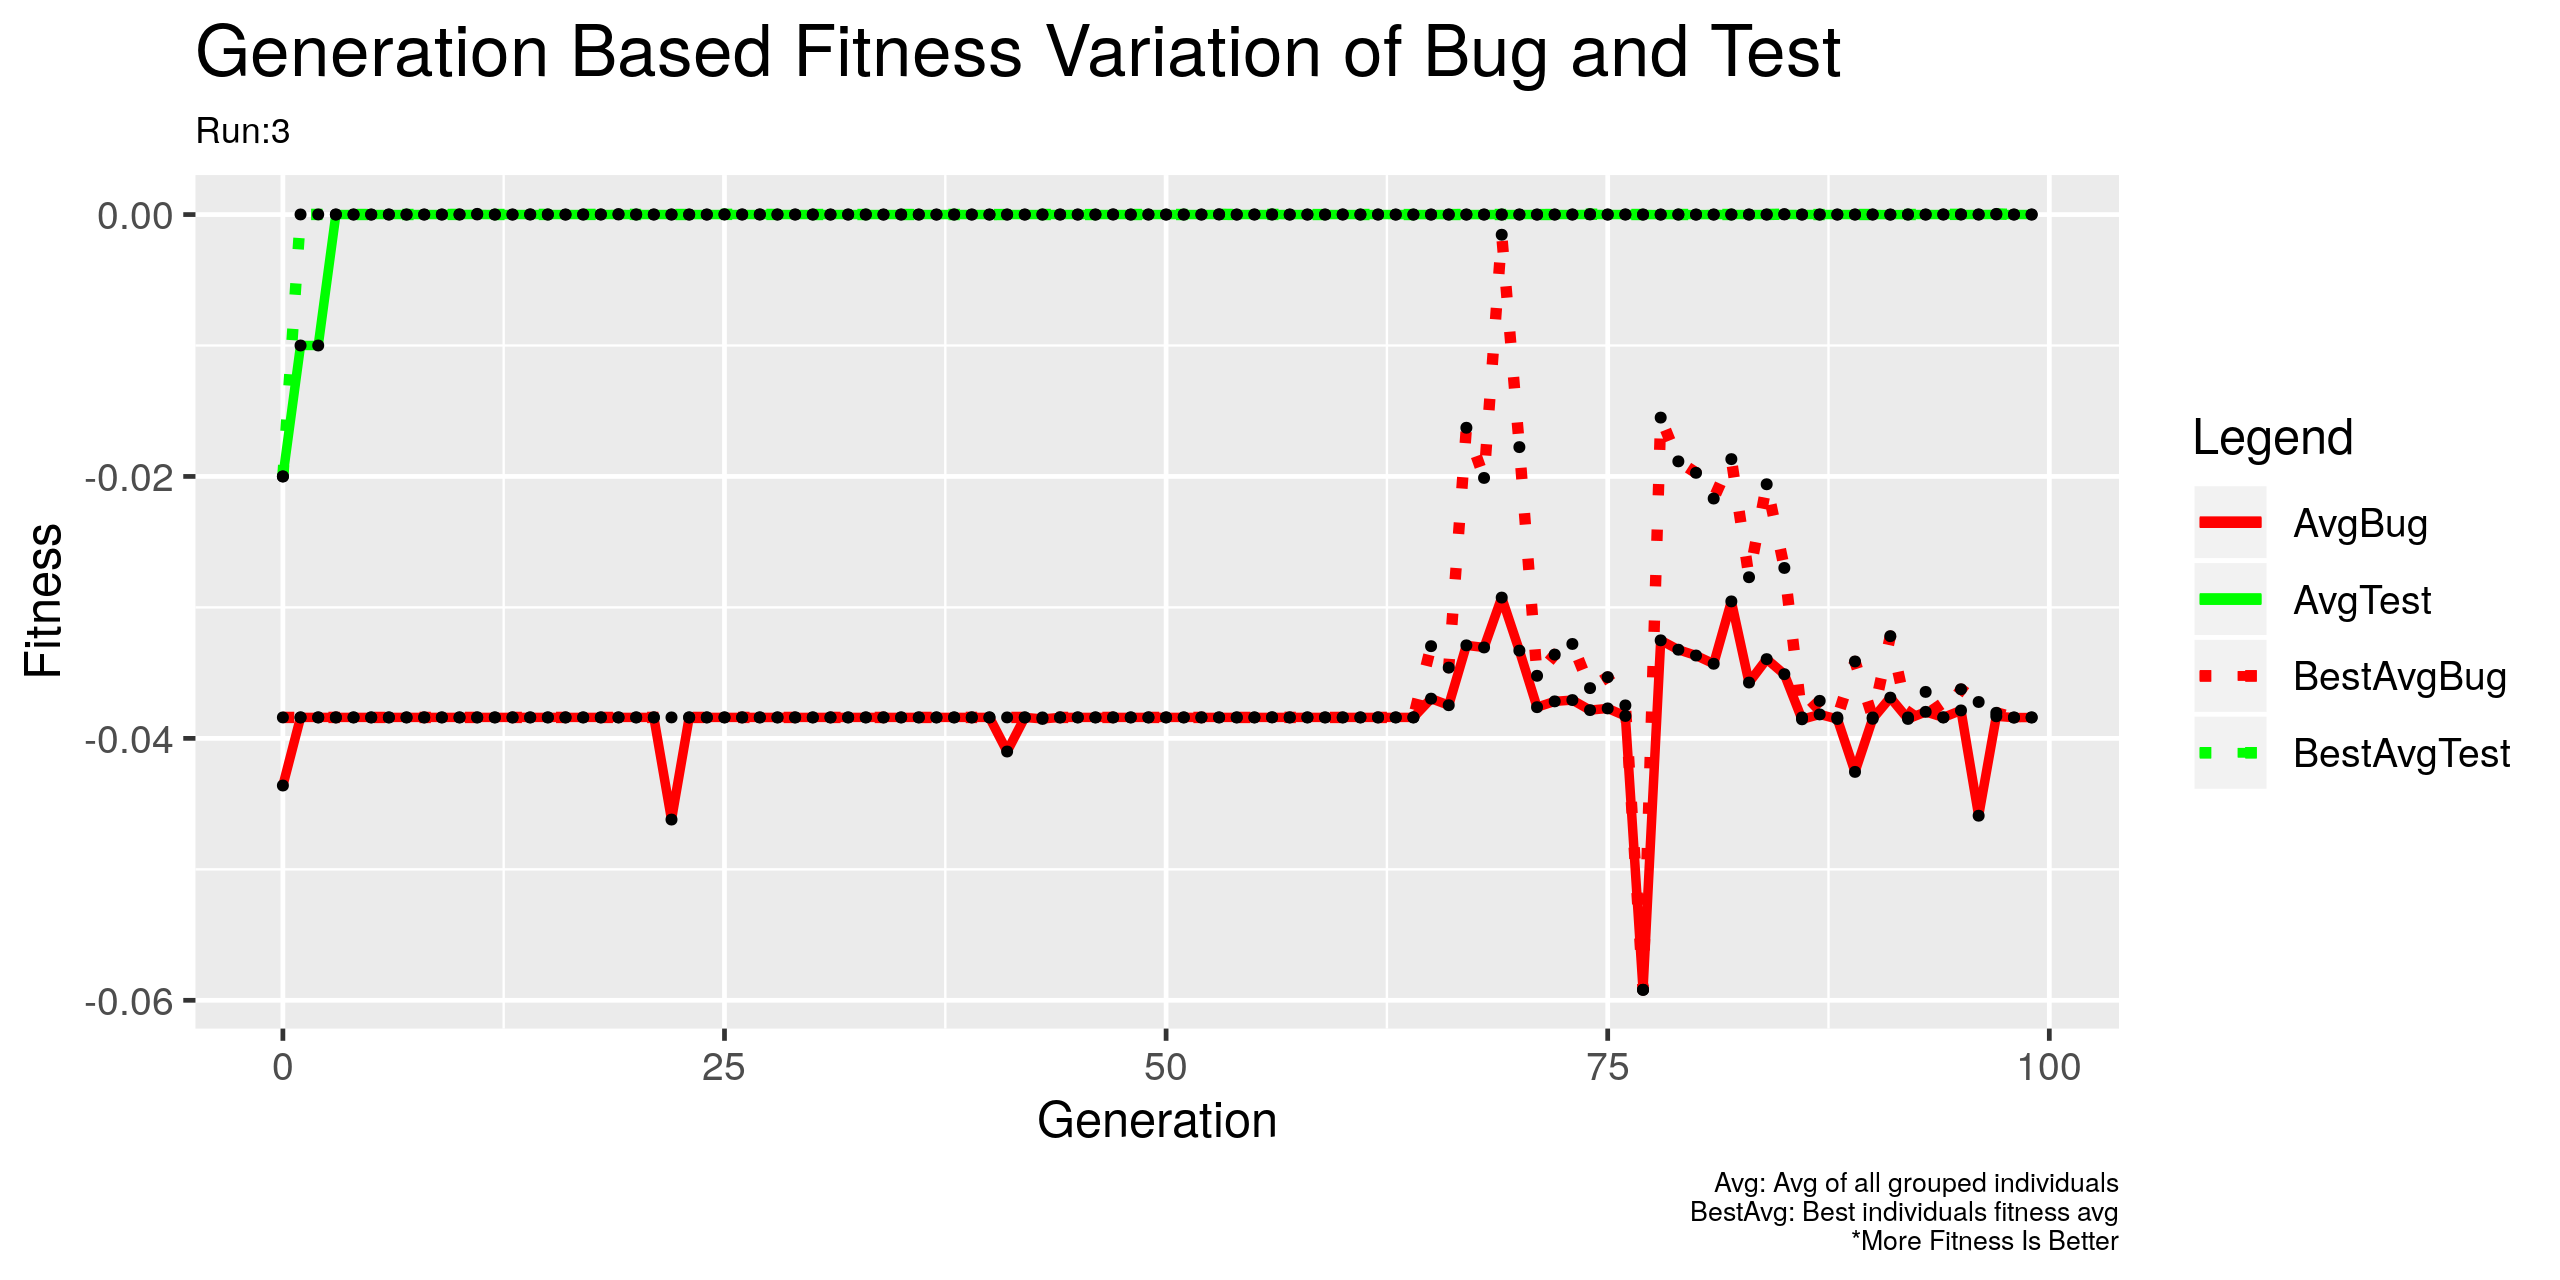 Generation Based Fitness Variation of Bug and Test
Run:3
0.00
-0.02
-0.04
-0.06
Fitness
0
25
50
75
100
Generation
Legend
AvgBug
AvgTest
BestAvgBug
BestAvgTest
Avg: Avg of all grouped individuals
BestAvg: Best individuals fitness avg
*More Fitness Is Better